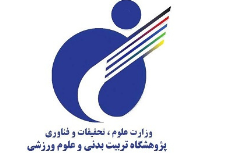 وزارت علوم ، تحقیقات و فناوری
پژوهشگاه تربیت بدنی و علوم ورزشی